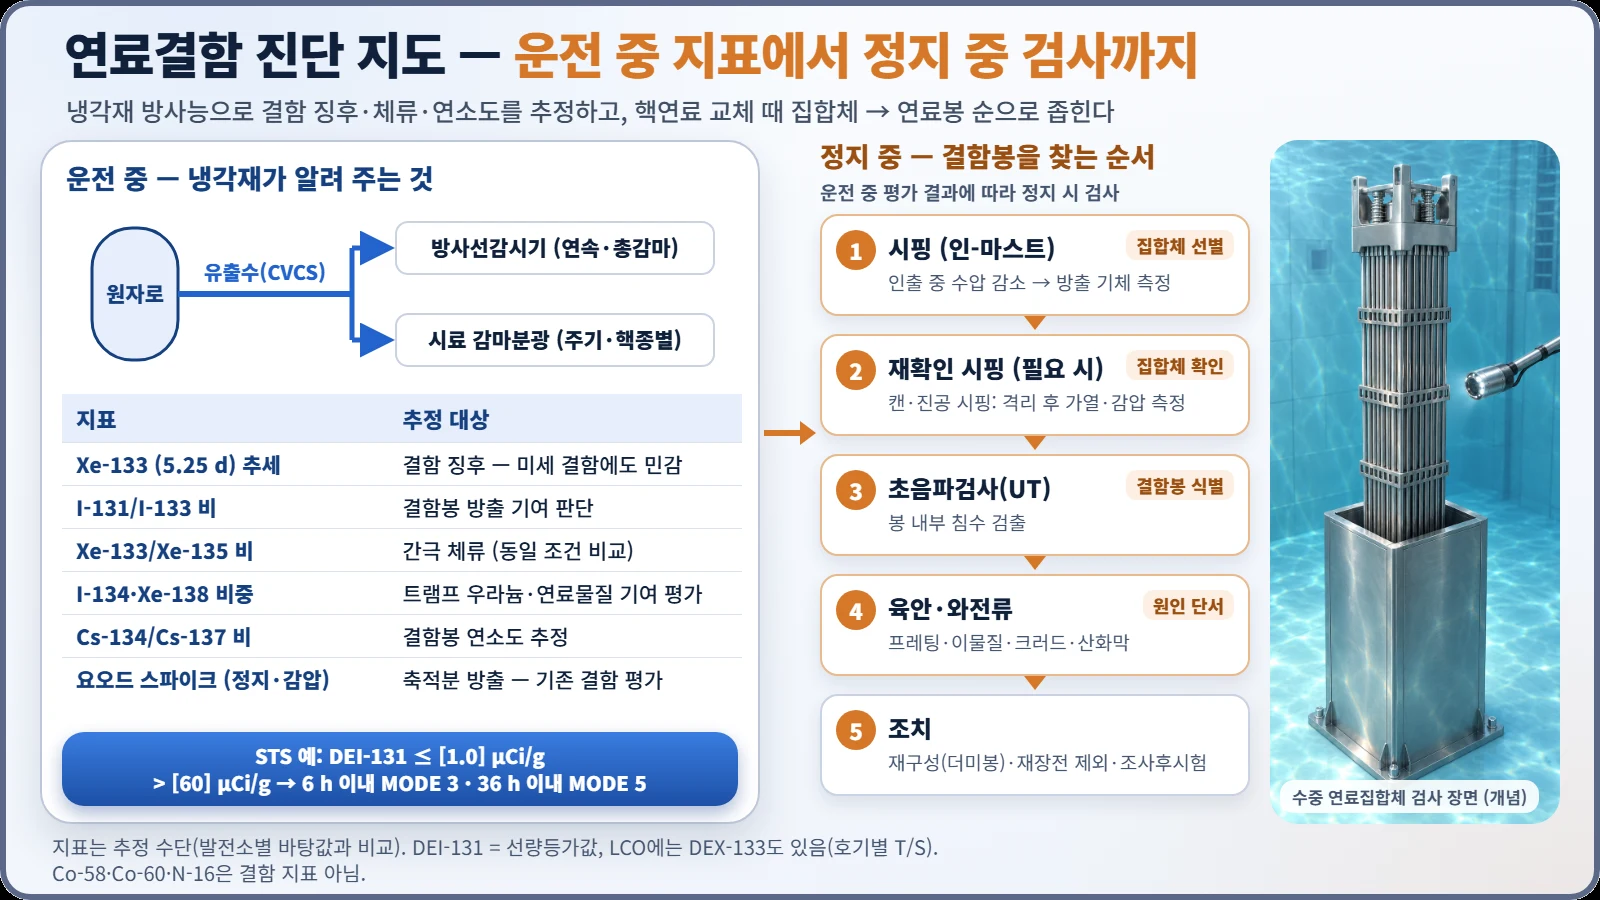 연료결함 진단 지도 — 운전 중 지표에서 정지 중 검사까지
냉각재 방사능으로 결함 징후·체류·연소도를 추정하고, 핵연료 교체 때 집합체 → 연료봉 순으로 좁힌다
운전 중 — 냉각재가 알려 주는 것
원자로
유출수(CVCS)
방사선감시기 (연속·총감마)
시료 감마분광 (주기·핵종별)
지표 추정 대상
Xe-133 (5.25 d) 추세 결함 징후 — 미세 결함에도 민감
I-131/I-133 비 결함봉 방출 기여 판단
Xe-133/Xe-135 비 간극 체류 (동일 조건 비교)
I-134·Xe-138 비중 트램프 우라늄·연료물질 기여 평가
Cs-134/Cs-137 비 결함봉 연소도 추정
요오드 스파이크 (정지·감압) 축적분 방출 — 기존 결함 평가
STS 예: DEI-131 ≤ [1.0] µCi/g
> [60] µCi/g → 6 h 이내 MODE 3 · 36 h 이내 MODE 5
정지 중 — 결함봉을 찾는 순서
운전 중 평가 결과에 따라 정지 시 검사
1 시핑 (인-마스트) 집합체 선별
인출 중 수압 감소 → 방출 기체 측정
2 재확인 시핑 (필요 시) 집합체 확인
캔·진공 시핑: 격리 후 가열·감압 측정
3 초음파검사(UT) 결함봉 식별
봉 내부 침수 검출
4 육안·와전류 원인 단서
프레팅·이물질·크러드·산화막
5 조치
재구성(더미봉)·재장전 제외·조사후시험
수중 연료집합체 검사 장면 (개념)
지표는 추정 수단(발전소별 바탕값과 비교). DEI-131 = 선량등가값, LCO에는 DEX-133도 있음(호기별 T/S).
Co-58·Co-60·N-16은 결함 지표 아님.